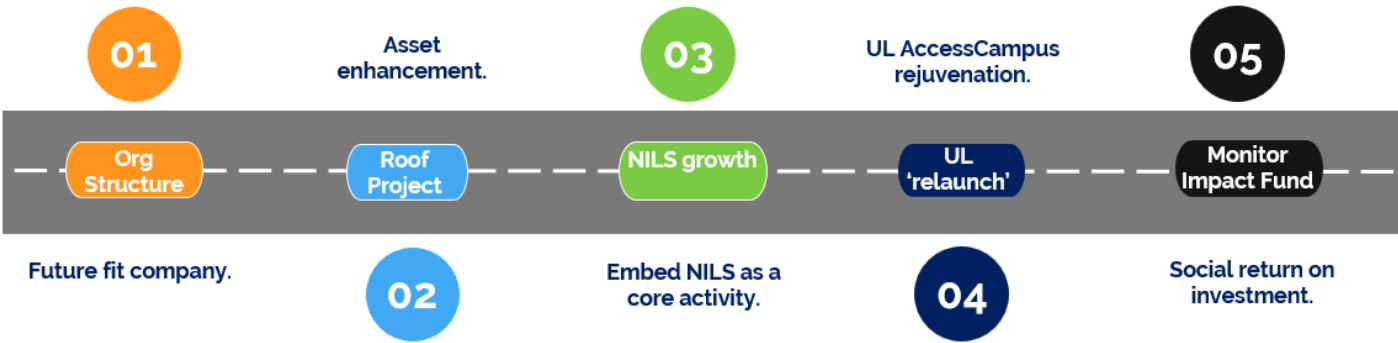 01
Org
Structure
Future fit company.
Asset
enhancement.
Roof
Project
02
03
NILS growth
Embed NILS as a
core activity.
UL AccessCampus
rejuvenation.
UL
‘relaunch’
04
05
Monitor
Impact Fund
Social return on
investment.